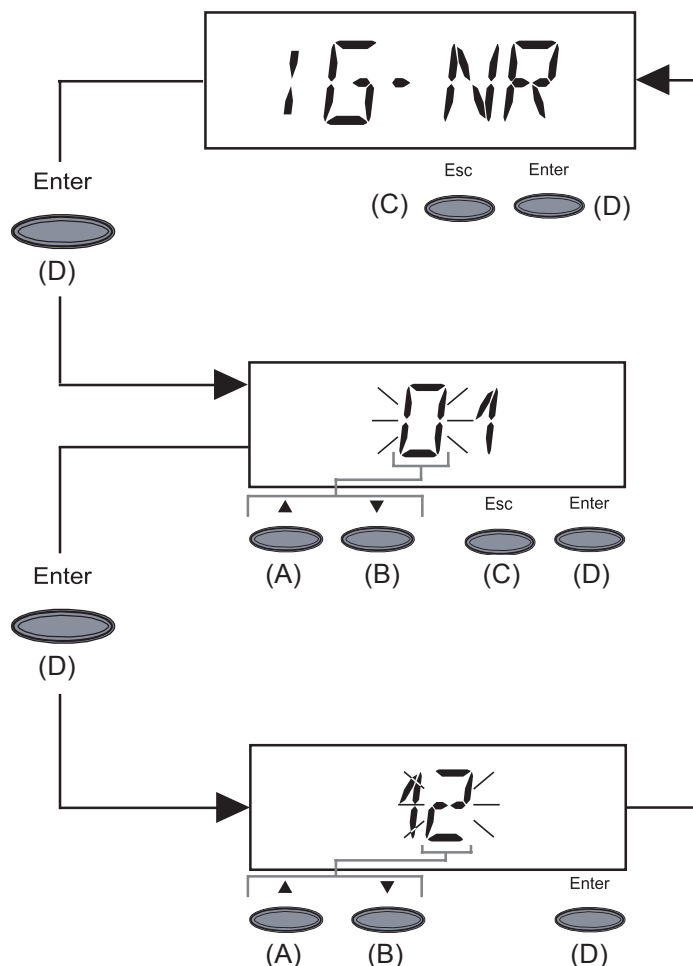 IG-NR
Enter
(D)
(C) Esc Enter (D)
01
▲ ▼ Esc Enter
(A) (B) (C) (D)
Enter
(D)
12
▲ ▼ Enter
(A) (B) (D)